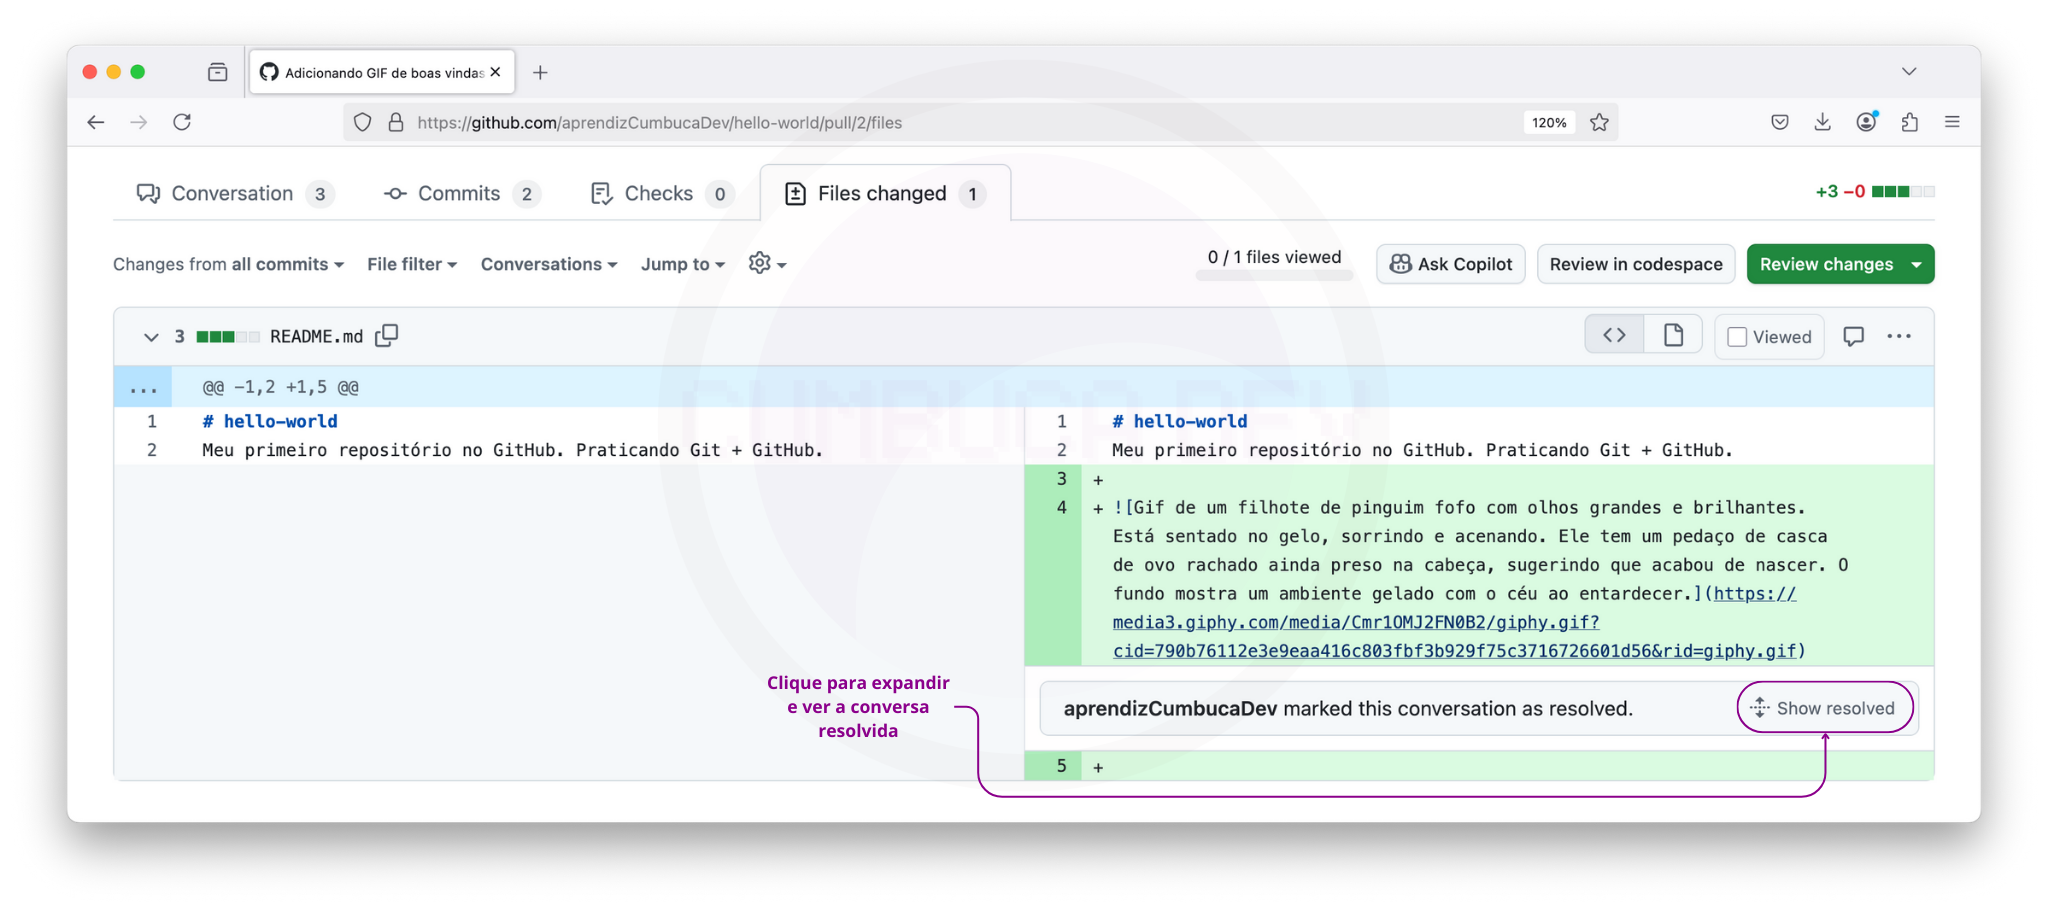 Adicionando GIF de boas vindas
https://github.com/aprendizCumbucaDev/hello-world/pull/2/files
120%
Conversation 3
Commits 2
Checks 0
Files changed 1
+3 −0
Changes from all commits
File filter
Conversations
Jump to
0 / 1 files viewed
Ask Copilot
Review in codespace
Review changes
3 README.md
Viewed
... @@ -1,2 +1,5 @@
1 # hello-world
2 Meu primeiro repositório no GitHub. Praticando Git + GitHub.
1 # hello-world
2 Meu primeiro repositório no GitHub. Praticando Git + GitHub.
3 +
4 + ![Gif de um filhote de pinguim fofo com olhos grandes e brilhantes.
Está sentado no gelo, sorrindo e acenando. Ele tem um pedaço de casca
de ovo rachado ainda preso na cabeça, sugerindo que acabou de nascer. O
fundo mostra um ambiente gelado com o céu ao entardecer.](https://
media3.giphy.com/media/Cmr1OMJ2FN0B2/giphy.gif?
cid=790b76112e3e9eaa416c803fbf3b929f75c3716726601d56&rid=giphy.gif)
Clique para expandir
e ver a conversa
resolvida
aprendizCumbucaDev marked this conversation as resolved.
Show resolved
5 +
CUMBUCA DEV